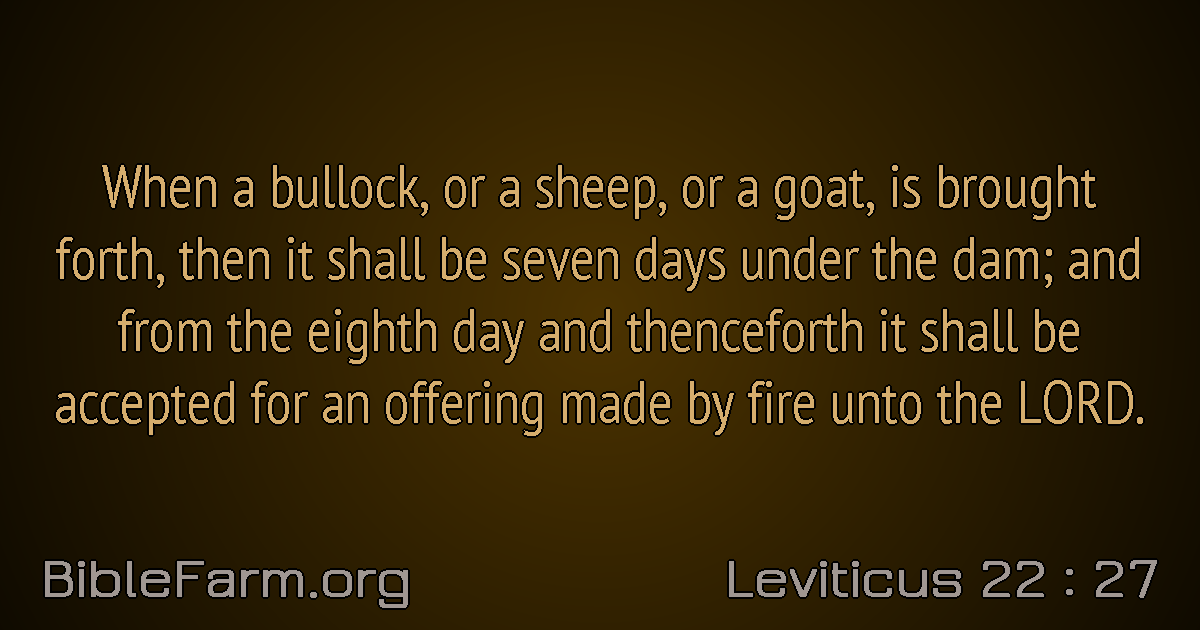 When a bullock, or a sheep, or a goat, is brought
forth, then it shall be seven days under the dam; and
from the eighth day and thenceforth it shall be
accepted for an offering made by fire unto the LORD.
BibleFarm.org
Leviticus 22 : 27